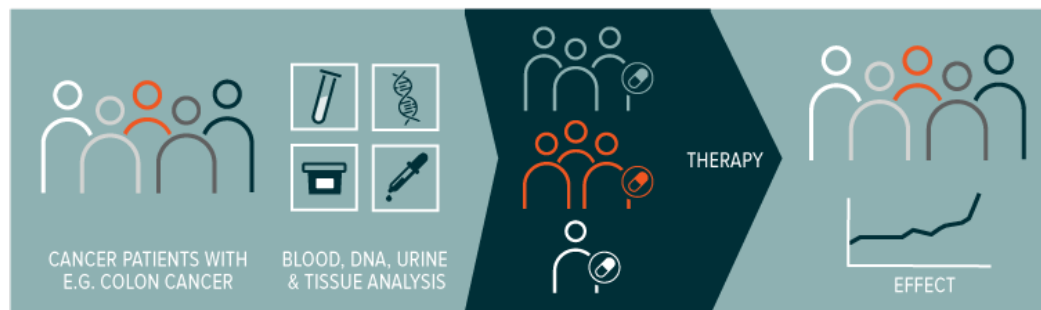 CANCER PATIENTS WITH
E.G. COLON CANCER
BLOOD, DNA, URINE
& TISSUE ANALYSIS
THERAPY
EFFECT